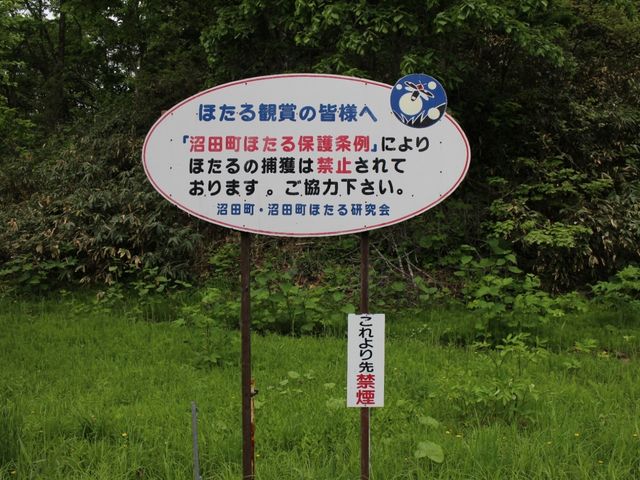 ほたる観賞の皆様へ
「沼田町ほたる保護条例」により
ほたるの捕獲は禁止されて
おります。ご協力下さい。
沼田町・沼田町ほたる研究会
これより先禁煙